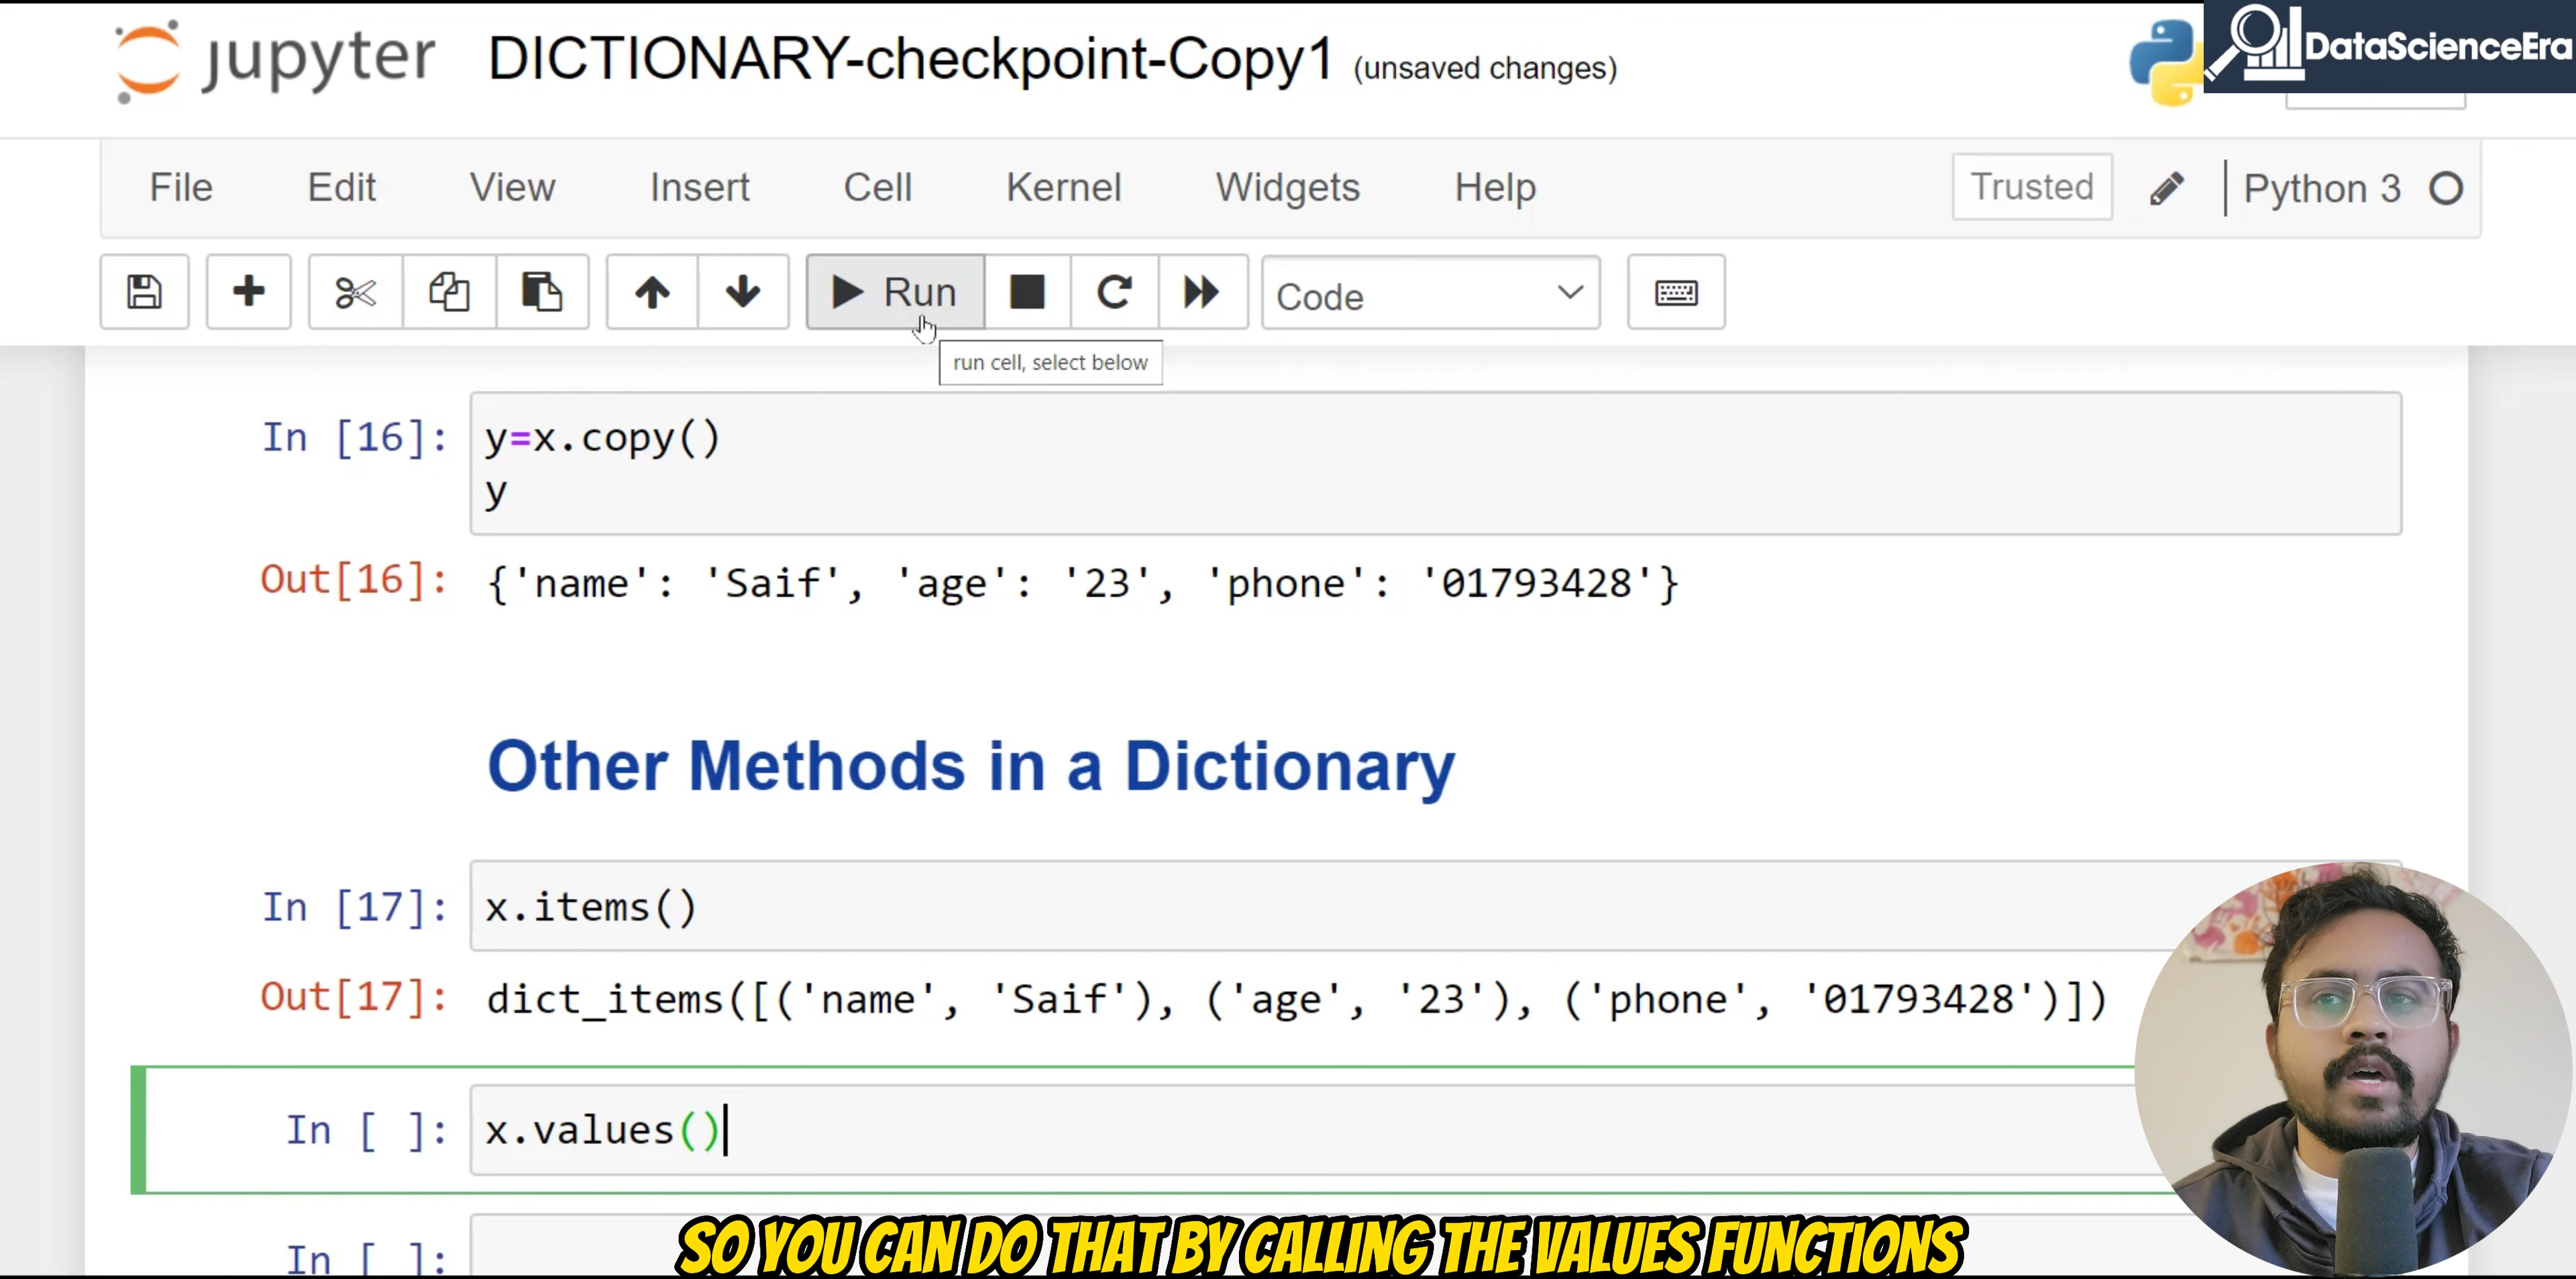 jupyter DICTIONARY-checkpoint-Copy1 (unsaved changes)
DataScienceEra
File Edit View Insert Cell Kernel Widgets Help Trusted Python 3
Run Code
run cell, select below
In [16]: y=x.copy()
y
Out[16]: {'name': 'Saif', 'age': '23', 'phone': '01793428'}
Other Methods in a Dictionary
In [17]: x.items()
Out[17]: dict_items([('name', 'Saif'), ('age', '23'), ('phone', '01793428')])
In [ ]: x.values()
In [ ]:
SO YOU CAN DO THAT BY CALLING THE VALUES FUNCTIONS